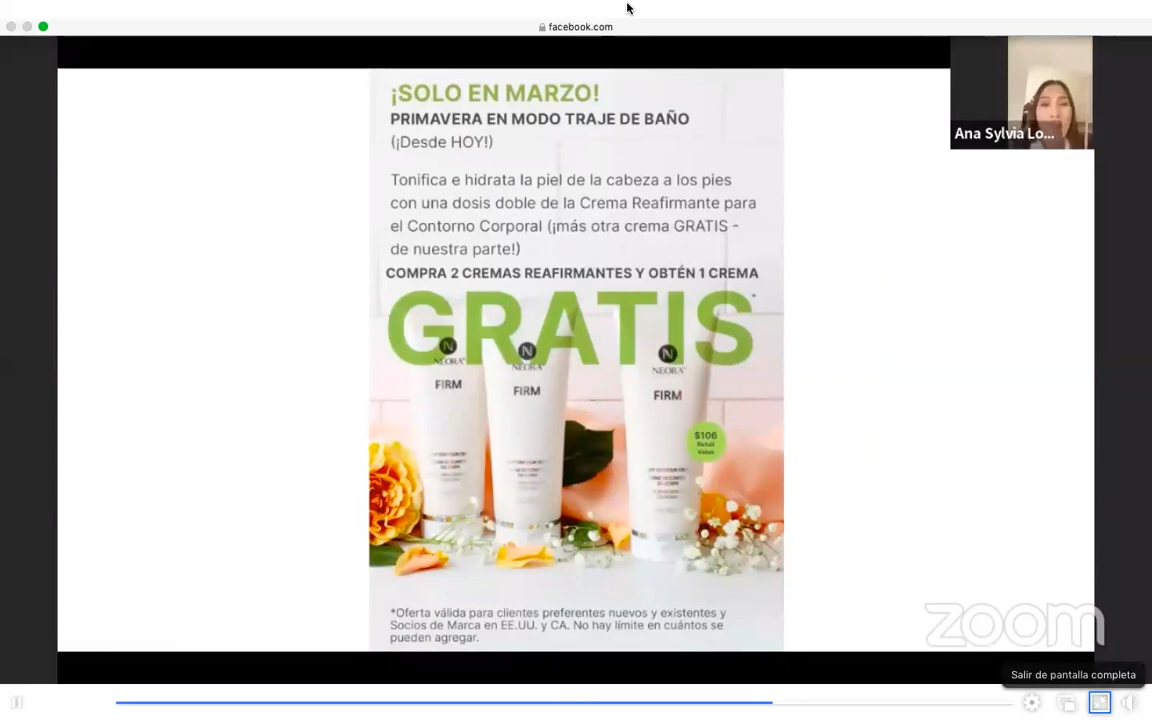 facebook.com
¡SOLO EN MARZO!
PRIMAVERA EN MODO TRAJE DE BAÑO
(¡Desde HOY!)
Tonifica e hidrata la piel de la cabeza a los pies
con una dosis doble de la Crema Reafirmante para
el Contorno Corporal (¡más otra crema GRATIS -
de nuestra parte!)
COMPRA 2 CREMAS REAFIRMANTES Y OBTÉN 1 CREMA
GRATIS*
N
NEORA
FIRM
N
NEORA
FIRM
N
NEORA
FIRM
$106
Retail
Value
*Oferta válida para clientes preferentes nuevos y existentes y
Socios de Marca en EE.UU. y CA. No hay límite en cuántos se
pueden agregar.
Ana Sylvia Lo...
zoom
Salir de pantalla completa